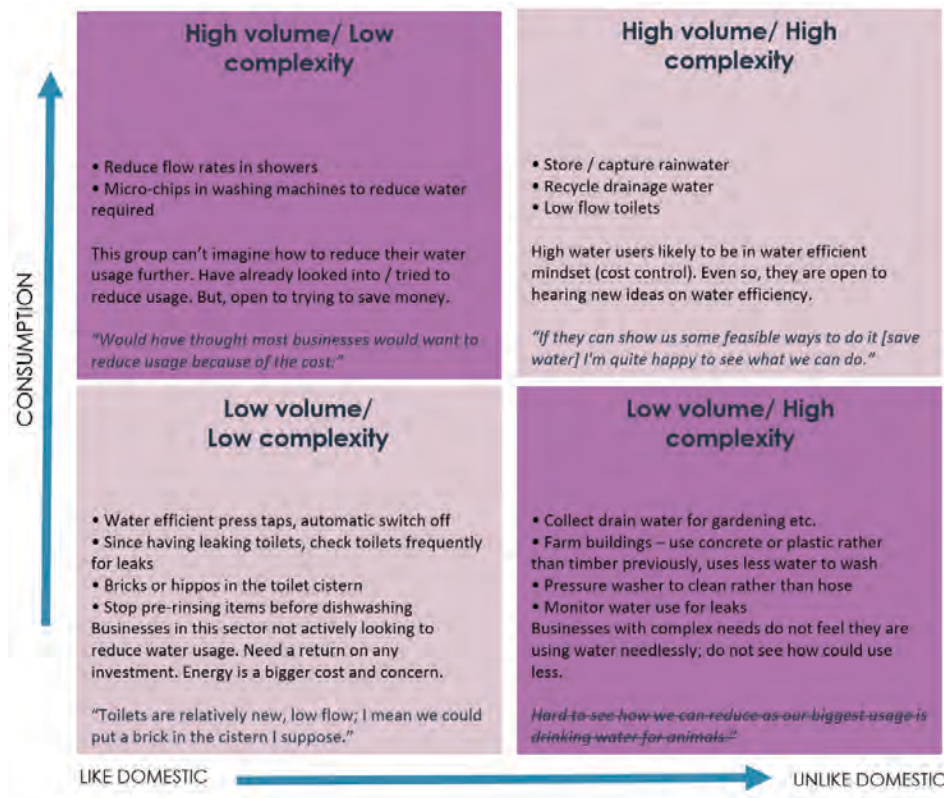 High volume/ Low
complexity
• Reduce flow rates in showers
• Micro-chips in washing machines to reduce water
required
This group can't imagine how to reduce their water
usage further. Have already looked into / tried to
reduce usage. But, open to trying to save money.
"Would have thought most businesses would want to
reduce usage because of the cost;"
High volume/ High
complexity
• Store / capture rainwater
• Recycle drainage water
• Low flow toilets
High water users likely to be in water efficient
mindset (cost control). Even so, they are open to
hearing new ideas on water efficiency.
"If they can show us some feasible ways to do it [save
water] I'm quite happy to see what we can do."
CONSUMPTION
Low volume/
Low complexity
• Water efficient press taps, automatic switch off
• Since having leaking toilets, check toilets frequently
for leaks
• Bricks or hippos in the toilet cistern
• Stop pre-rinsing items before dishwashing
Businesses in this sector not actively looking to
reduce water usage. Need a return on any
investment. Energy is a bigger cost and concern.
"Toilets are relatively new, low flow; I mean we could
put a brick in the cistern I suppose."
Low volume/ High
complexity
• Collect drain water for gardening etc.
• Farm buildings – use concrete or plastic rather
than timber previously, uses less water to wash
• Pressure washer to clean rather than hose
• Monitor water use for leaks
Businesses with complex needs do not feel they are
using water needlessly; do not see how could use
less.
Hard to see how we can reduce as our biggest usage is
drinking water for animals."
LIKE DOMESTIC
UNLIKE DOMESTIC